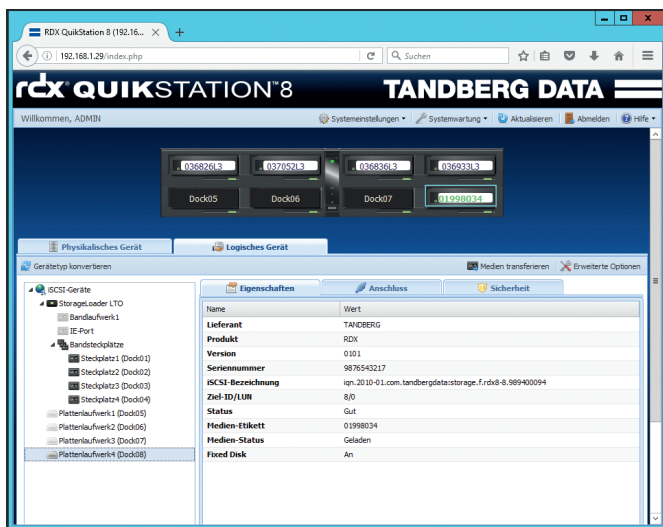 RDX QuikStation 8 (192.16...
192.168.1.29/index.php
Suchen
rdx QUIKSTATION™8 TANDBERG DATA
Willkommen, ADMIN
Systemeinstellungen Systemwartung Aktualisieren Abmelden Hilfe
036826L3 037052L3 036836L3 036933L3
Dock05 Dock06 Dock07 01998034
Physikalisches Gerät Logisches Gerät
Gerätetyp konvertieren Medien transferieren Erweiterte Optionen
iSCSI-Geräte
StorageLoader LTO
Bandlaufwerk1
IE-Port
Bandsteckplätze
Steckplatz1 (Dock01)
Steckplatz2 (Dock02)
Steckplatz3 (Dock03)
Steckplatz4 (Dock04)
Plattenlaufwerk1 (Dock05)
Plattenlaufwerk2 (Dock06)
Plattenlaufwerk3 (Dock07)
Plattenlaufwerk4 (Dock08)
Eigenschaften Anschluss Sicherheit
Name Wert
Lieferant TANDBERG
Produkt RDX
Version 0101
Seriennummer 9876543217
iSCSI-Bezeichnung iqn.2010-01.com.tandbergdata:storage.f.rdx8-8.989400094
Ziel-ID/LUN 8/0
Status Gut
Medien-Etikett 01998034
Medien-Status Geladen
Fixed Disk An